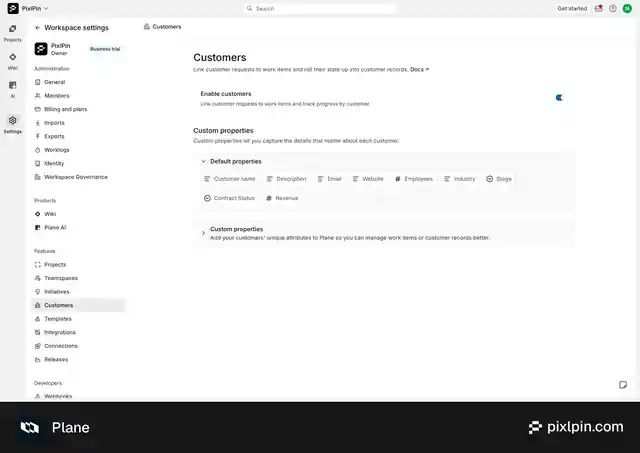 PixlPin
Search
Get started
M
Projects
Wiki
AI
Settings
Workspace settings
PixlPin
Owner
Business trial
Administration
General
Members
Billing and plans
Imports
Exports
Worklogs
Identity
Workspace Governance
Products
Wiki
Plane AI
Features
Projects
Teamspaces
Initiatives
Customers
Templates
Integrations
Connections
Releases
Developers
Webhooks
Customers
Customers
Link customer requests to work items and roll their state up into customer records. Docs ↗
Enable customers
Link customer requests to work items and track progress by customer.
Custom properties
Custom properties let you capture the details that matter about each customer.
Default properties
Customer name Description Email Website Employees Industry Stage
Contract Status Revenue
Custom properties
Add your customers' unique attributes to Plane so you can manage work items or customer records better.
Plane
pixlpin.com